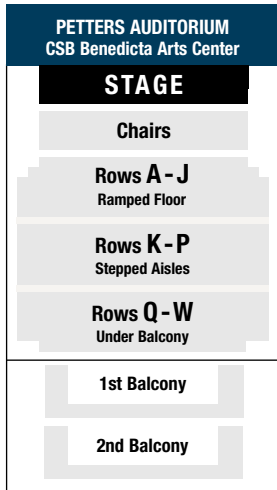 PETTERS AUDITORIUM
CSB Benedicta Arts Center
STAGE
Chairs
Rows A-J
Ramped Floor
Rows K-P
Stepped Aisles
Rows Q-W
Under Balcony
1st Balcony
2nd Balcony